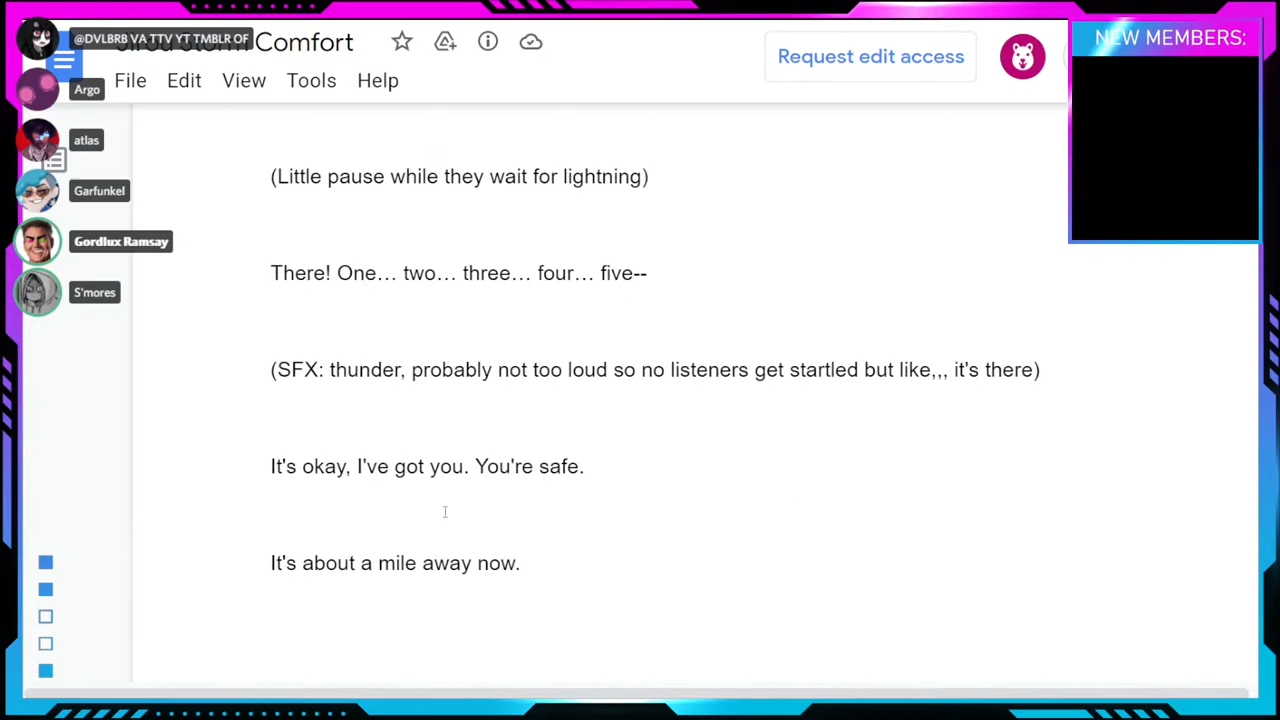 @DVLBRB VA TTV YT TMBLR OF
Comfort
NEW MEMBERS:
Request edit access
File Edit View Tools Help
Argo
atlas
Garfunkel
Gordlux Ramsay
S'mores
(Little pause while they wait for lightning)
There! One… two… three… four… five--
(SFX: thunder, probably not too loud so no listeners get startled but like,,, it's there)
It's okay, I've got you. You're safe.
It's about a mile away now.